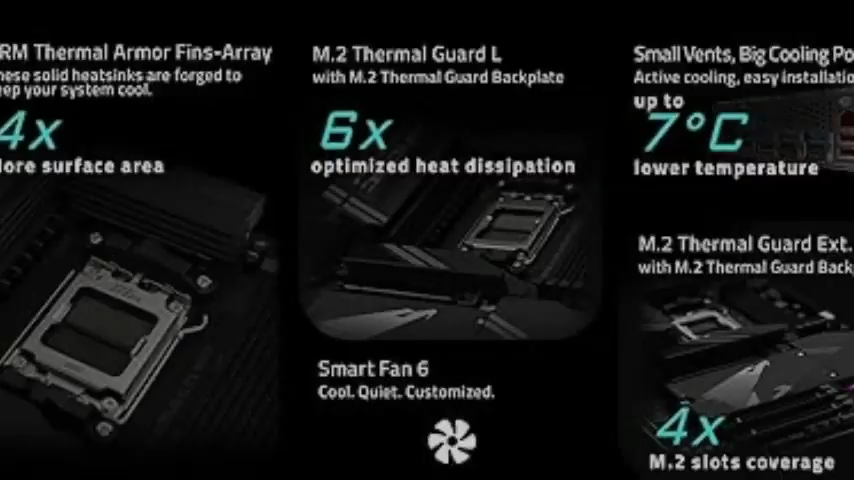 RM Thermal Armor Fins-Array
hese solid heatsinks are forged to
eep your system cool.
4x
ore surface area
M.2 Thermal Guard L
with M.2 Thermal Guard Backplate
6x
optimized heat dissipation
Smart Fan 6
Cool. Quiet. Customized.
Small Vents, Big Cooling Po
Active cooling, easy installatio
up to
7°C
lower temperature
M.2 Thermal Guard Ext.
with M.2 Thermal Guard Back
4x
M.2 slots coverage